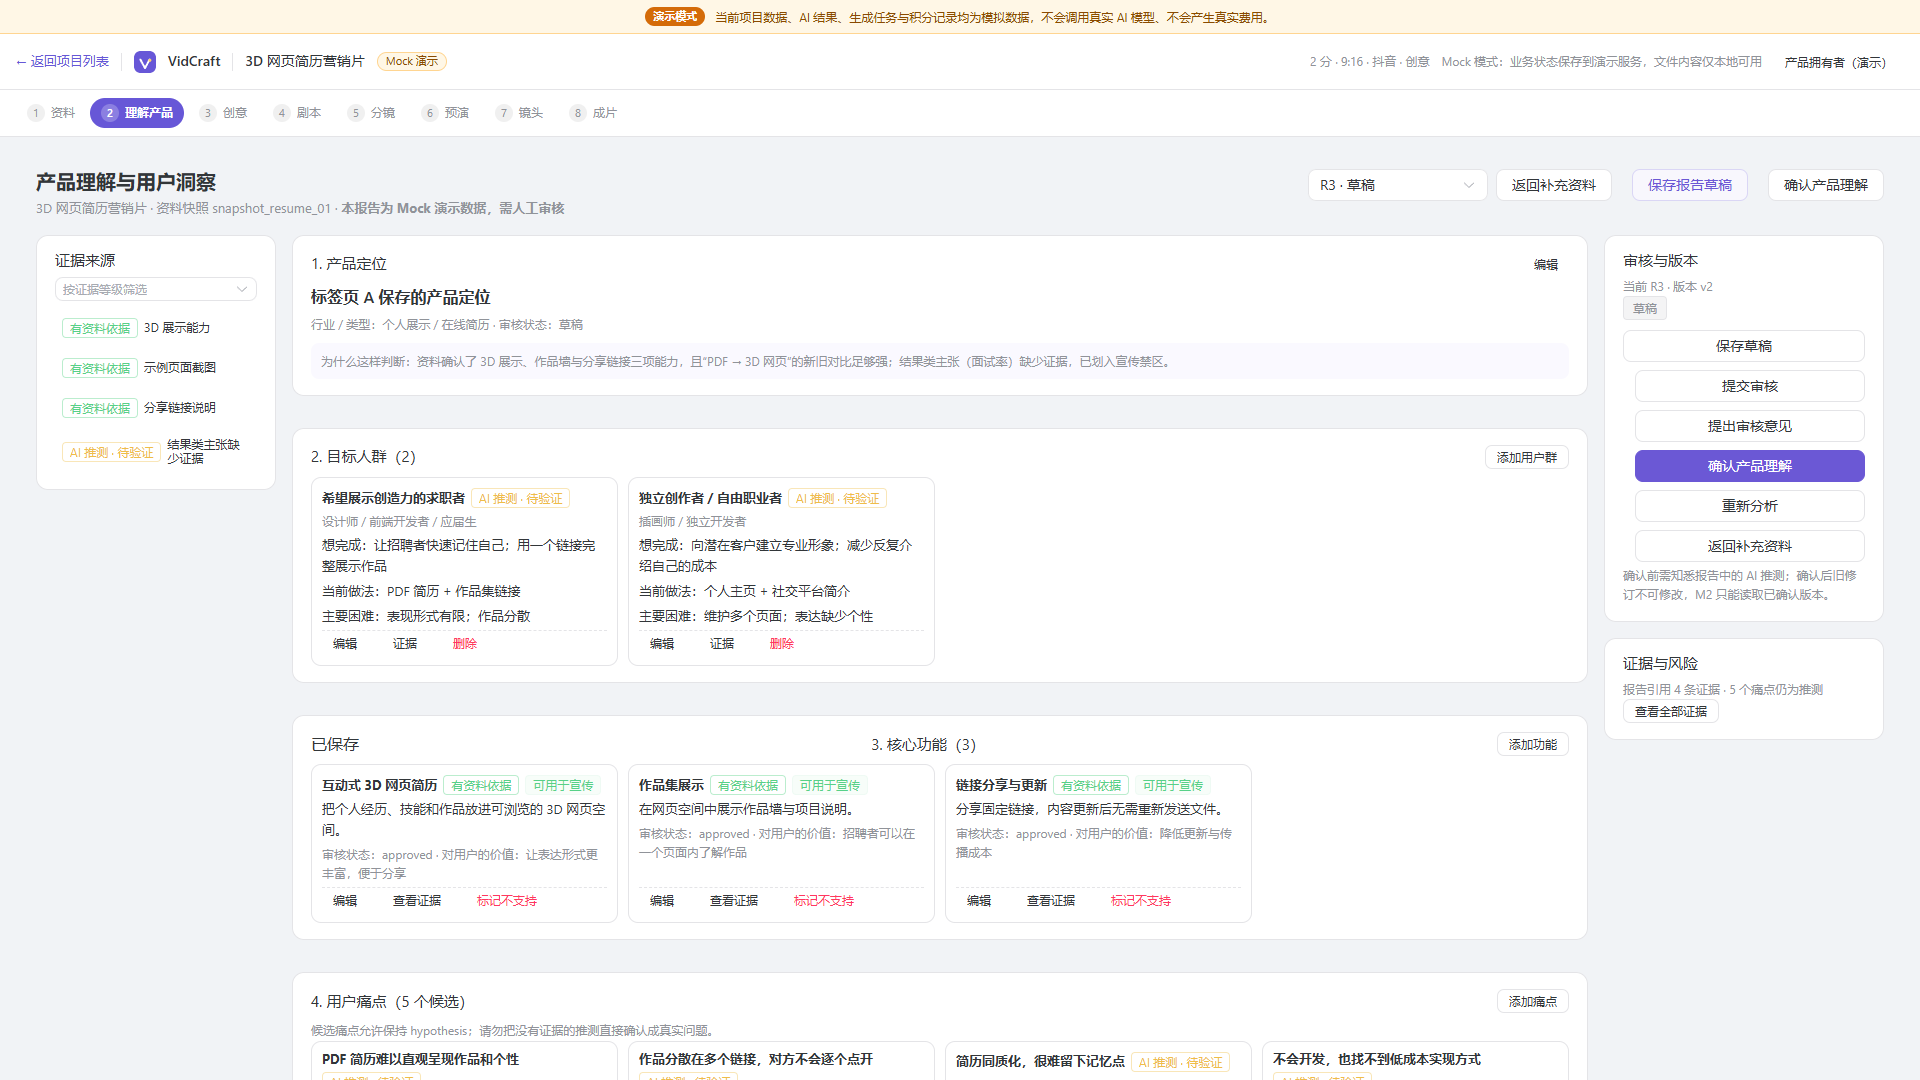 演示模式 当前项目数据、AI 结果、生成任务与积分记录均为模拟数据，不会调用真实 AI 模型、不会产生真实费用。
← 返回项目列表 VidCraft 3D 网页简历营销片 Mock 演示 2 分 · 9:16 · 抖音 · 创意 Mock 模式：业务状态保存到演示服务，文件内容仅本地可用 产品拥有者（演示）
1 资料 2 理解产品 3 创意 4 剧本 5 分镜 6 预演 7 镜头 8 成片
产品理解与用户洞察
3D 网页简历营销片 · 资料快照 snapshot_resume_01 · 本报告为 Mock 演示数据，需人工审核
R3 · 草稿 返回补充资料 保存报告草稿 确认产品理解
证据来源
按证据等级筛选
有资料依据 3D 展示能力
有资料依据 示例页面截图
有资料依据 分享链接说明
AI 推测 · 待验证 结果类主张缺
少证据
1. 产品定位 编辑
标签页 A 保存的产品定位
行业 / 类型：个人展示 / 在线简历 · 审核状态：草稿
为什么这样判断：资料确认了 3D 展示、作品墙与分享链接三项能力，且“PDF → 3D 网页”的新旧对比足够强；结果类主张（面试率）缺少证据，已划入宣传禁区。
2. 目标人群（2） 添加用户群
希望展示创造力的求职者 AI 推测 · 待验证
设计师 / 前端开发者 / 应届生
想完成：让招聘者快速记住自己；用一个链接完
整展示作品
当前做法：PDF 简历 + 作品集链接
主要困难：表现形式有限；作品分散
编辑 证据 删除
独立创作者 / 自由职业者 AI 推测 · 待验证
插画师 / 独立开发者
想完成：向潜在客户建立专业形象；减少反复介
绍自己的成本
当前做法：个人主页 + 社交平台简介
主要困难：维护多个页面；表达缺少个性
编辑 证据 删除
已保存 3. 核心功能（3） 添加功能
互动式 3D 网页简历 有资料依据 可用于宣传
把个人经历、技能和作品放进可浏览的 3D 网页空
间。
审核状态：approved · 对用户的价值：让表达形式更
丰富，便于分享
编辑 查看证据 标记不支持
作品集展示 有资料依据 可用于宣传
在网页空间中展示作品墙与项目说明。
审核状态：approved · 对用户的价值：招聘者可以在
一个页面内了解作品
编辑 查看证据 标记不支持
链接分享与更新 有资料依据 可用于宣传
分享固定链接，内容更新后无需重新发送文件。
审核状态：approved · 对用户的价值：降低更新与传
播成本
编辑 查看证据 标记不支持
4. 用户痛点（5 个候选） 添加痛点
候选痛点允许保持 hypothesis；请勿把没有证据的推测直接确认成真实问题。
PDF 简历难以直观呈现作品和个性
AI 推测 · 待验证
作品分散在多个链接，对方不会逐个点开
AI 推测 · 待验证
简历同质化，很难留下记忆点 AI 推测 · 待验证
不会开发，也找不到低成本实现方式
AI 推测 · 待验证
审核与版本
当前 R3 · 版本 v2
草稿
保存草稿
提交审核
提出审核意见
确认产品理解
重新分析
返回补充资料
确认前需知悉报告中的 AI 推测；确认后旧修
订不可修改，M2 只能读取已确认版本。
证据与风险
报告引用 4 条证据 · 5 个痛点仍为推测
查看全部证据